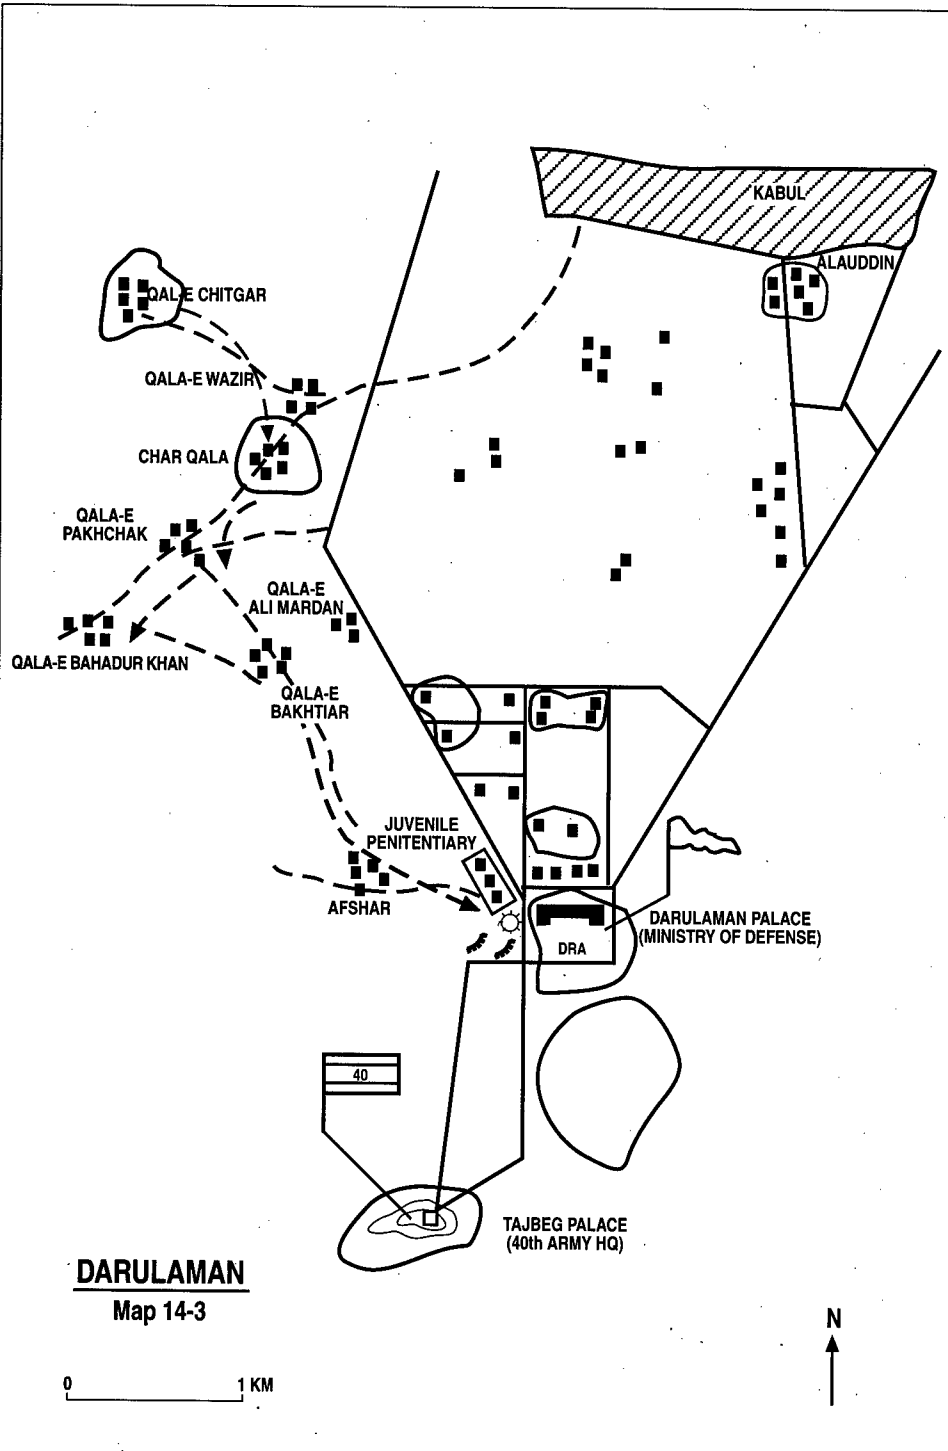 KABUL
ALAUDDIN
QAL-E CHITGAR
QALA-E WAZIR
CHAR QALA
QALA-E
PAKHCHAK
QALA-E
ALI MARDAN
QALA-E BAHADUR KHAN
QALA-E
BAKHTIAR
JUVENILE
PENITENTIARY
AFSHAR
DARULAMAN PALACE
(MINISTRY OF DEFENSE)
DRA
40
TAJBEG PALACE
(40th ARMY HQ)
DARULAMAN
Map 14-3
N
0 1 KM